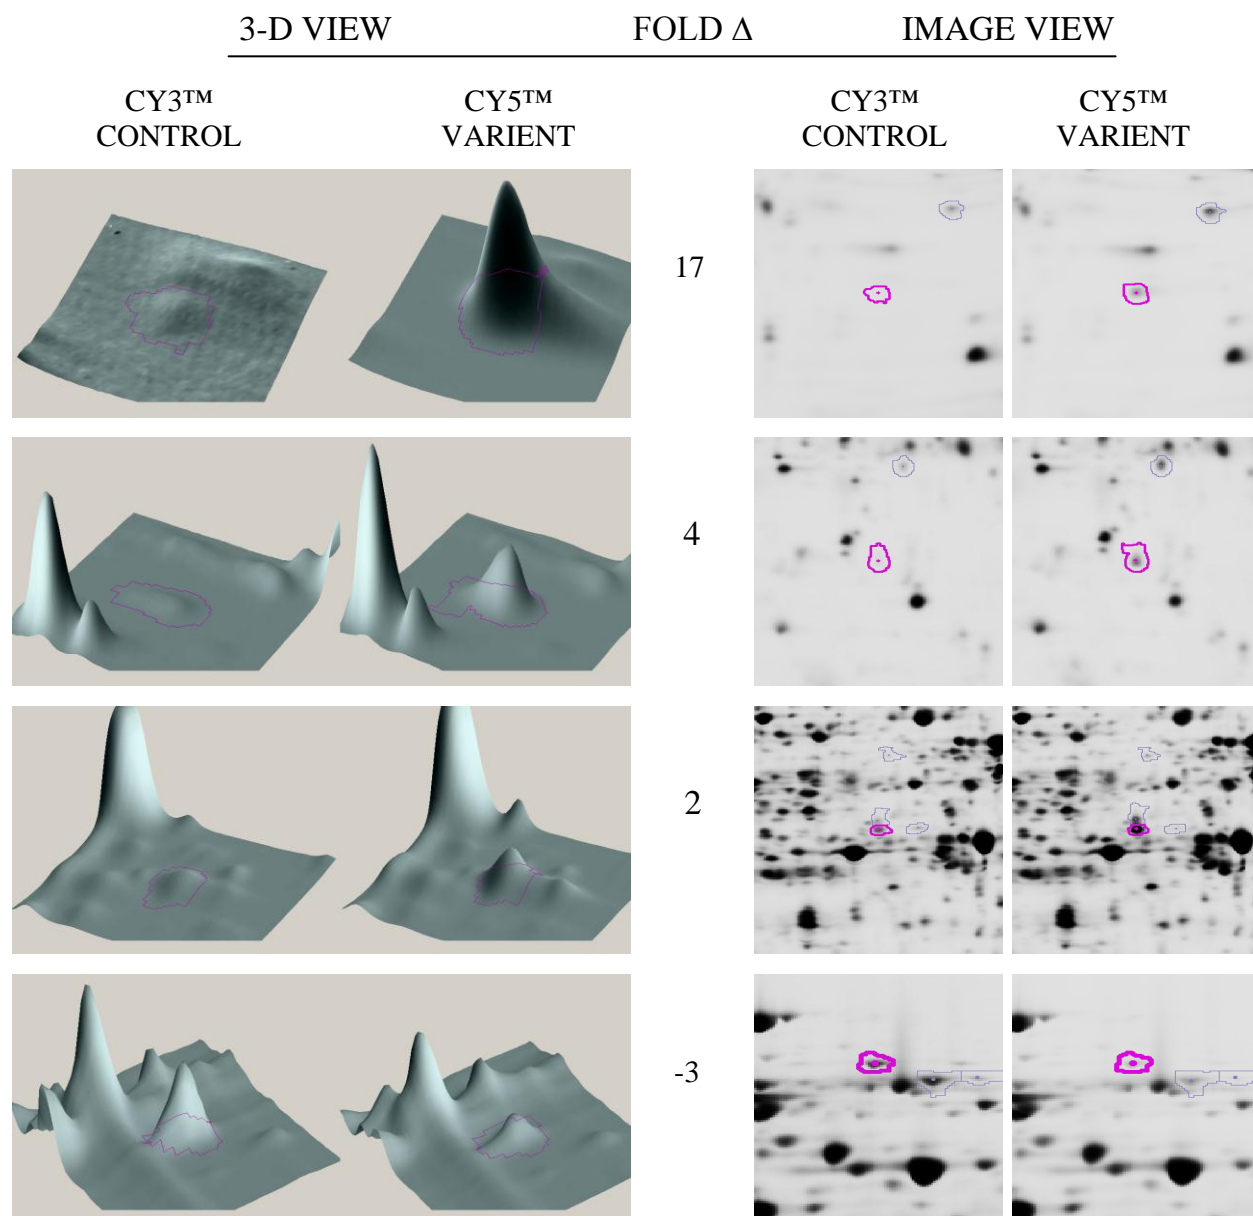 3-D VIEW FOLD Δ IMAGE VIEW
CY3™ CY5™ CY3™ CY5™
CONTROL VARIENT CONTROL VARIENT
17
4
2
-3